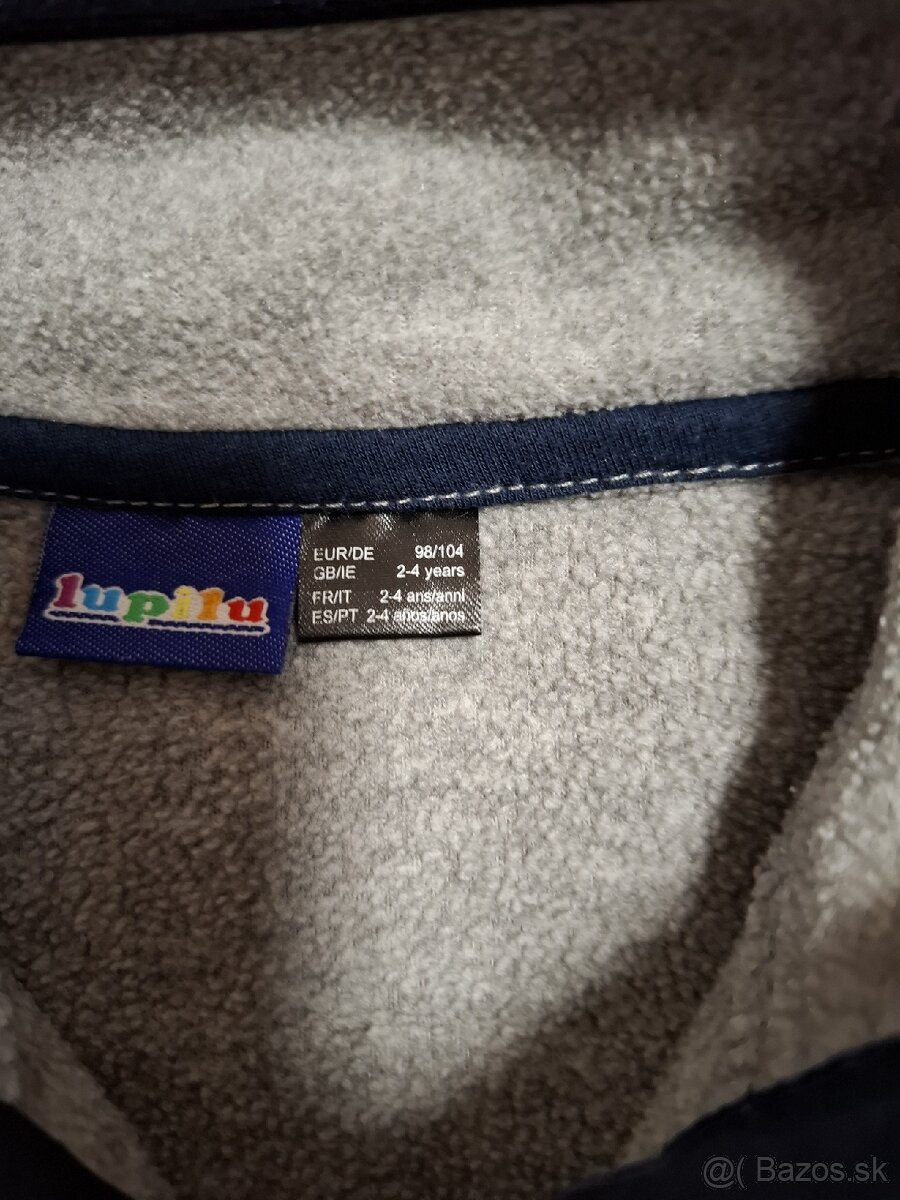 lupilu
EUR/DE 98/104
GB/IE 2-4 years
FR/IT 2-4 ans/anni
ES/PT 2-4 años/anos
@( Bazos.sk